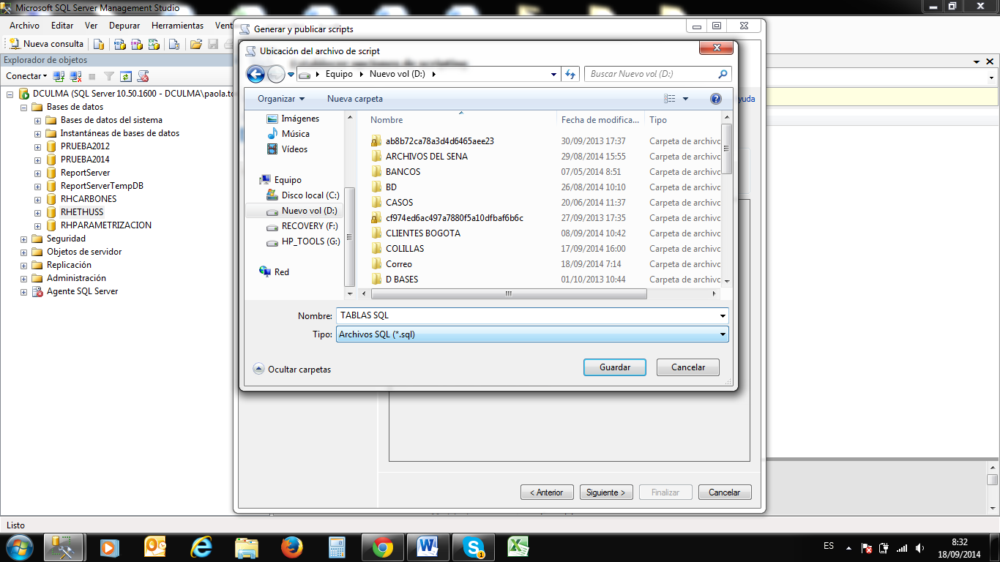 Microsoft SQL Server Management Studio
Archivo Editar Ver Depurar Herramientas Vent
Nueva consulta
Explorador de objetos
Conectar
DCULMA (SQL Server 10.50.1600 - DCULMA\paola.to
Bases de datos
Bases de datos del sistema
Instantáneas de bases de datos
PRUEBA2012
PRUEBA2014
ReportServer
ReportServerTempDB
RHCARBONES
RHETHUSS
RHPARAMETRIZACION
Seguridad
Objetos de servidor
Replicación
Administración
Agente SQL Server
Generar y publicar scripts
Ubicación del archivo de script
Equipo Nuevo vol (D:)
Buscar Nuevo vol (D:)
Organizar Nueva carpeta
yuda
Imágenes
Música
Vídeos
Equipo
Disco local (C:)
Nuevo vol (D:)
RECOVERY (F:)
HP_TOOLS (G:)
Red
Nombre Fecha de modifica... Tipo
ab8b72ca78a3d4d6465aee23 30/09/2013 17:37 Carpeta de archivo
ARCHIVOS DEL SENA 29/08/2014 15:55 Carpeta de archivo
BANCOS 07/05/2014 8:51 Carpeta de archivo
BD 26/08/2014 10:10 Carpeta de archivo
CASOS 20/06/2014 11:37 Carpeta de archivo
cf974ed6ac497a7880f5a10dfbaf6b6c 27/09/2013 17:35 Carpeta de archivo
CLIENTES BOGOTA 08/09/2014 10:42 Carpeta de archivo
COLILLAS 17/09/2014 16:00 Carpeta de archivo
Correo 18/09/2014 7:14 Carpeta de archivo
D BASES 01/10/2013 10:44 Carpeta de archivo
Nombre: TABLAS SQL
Tipo: Archivos SQL (*.sql)
Ocultar carpetas
Guardar Cancelar
< Anterior Siguiente > Finalizar Cancelar
Listo
1
ES
8:32
18/09/2014